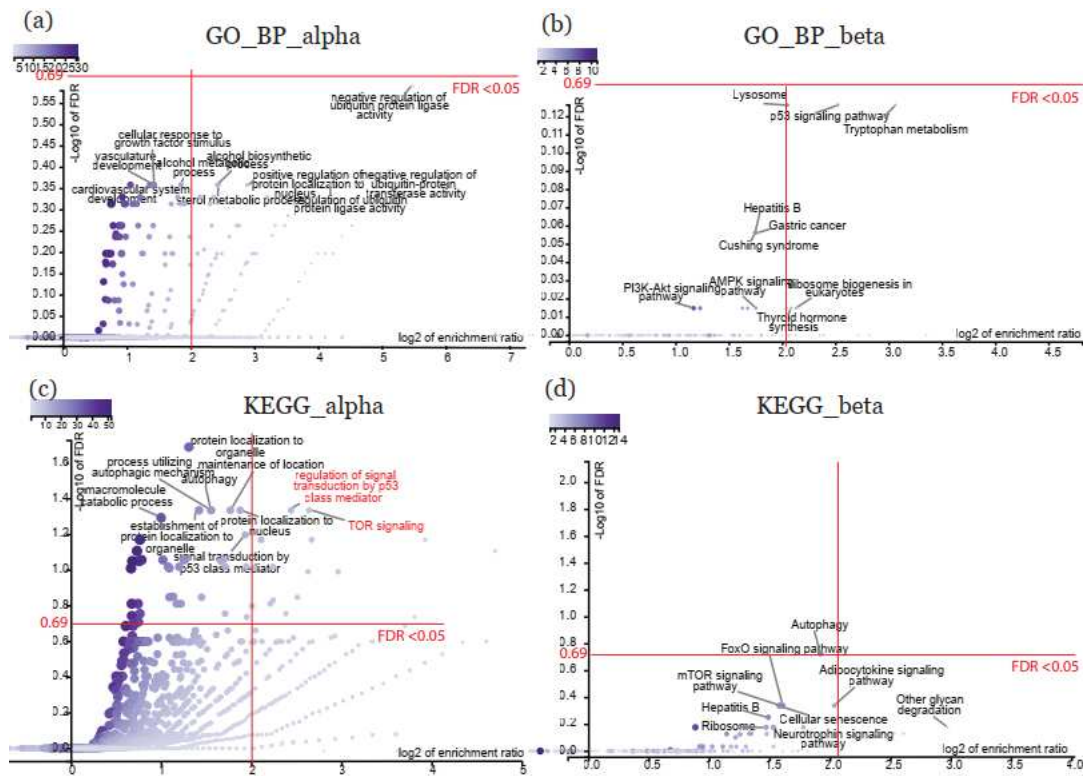 (a)
GO_BP_alpha
51015202530
0.69
FDR <0.05
-Log10 of FDR
0.55
0.50
0.45
0.40
0.35
0.30
0.25
0.20
0.15
0.10
0.05
0.00
negative regulation of
ubiquitin protein ligase
activity
cellular response to
growth factor stimulus
vasculature
development
alcohol metabolic
process
alcohol biosynthetic
process
cardiovascular system
development
sterol metabolic process
positive regulation of
protein localization to
nucleus
negative regulation of
ubiquitin-protein
transferase activity
regulation of ubiquitin
protein ligase activity
log2 of enrichment ratio
0 1 2 3 4 5 6 7
(b)
GO_BP_beta
2 4 6 8 10
0.69
FDR <0.05
-Log10 of FDR
0.12
0.11
0.10
0.09
0.08
0.07
0.06
0.05
0.04
0.03
0.02
0.01
0.00
Lysosome
p53 signaling pathway
Tryptophan metabolism
Hepatitis B
Gastric cancer
Cushing syndrome
PI3K-Akt signaling
pathway
AMPK signaling
pathway
Ribosome biogenesis in
eukaryotes
Thyroid hormone
synthesis
log2 of enrichment ratio
0.0 0.5 1.0 1.5 2.0 2.5 3.0 3.5 4.0 4.5
(c)
KEGG_alpha
10 20 30 40 50
-Log10 of FDR
1.6
1.4
1.2
1.0
0.8
0.69
0.6
0.4
0.2
0.0
FDR <0.05
protein localization to
organelle
process utilizing
autophagic mechanism
maintenance of location
autophagy
macromolecule
catabolic process
regulation of signal
transduction by p53
class mediator
TOR signaling
establishment of
protein localization to
organelle
protein localization to
nucleus
signal transduction by
p53 class mediator
log2 of enrichment ratio
0 1 2 3 4 5
(d)
KEGG_beta
2 4 6 8 10 12 14
-Log10 of FDR
2.0
1.8
1.6
1.4
1.2
1.0
0.8
0.69
0.6
0.4
0.2
0.0
FDR <0.05
Autophagy
FoxO signaling pathway
mTOR signaling
pathway
Adipocytokine signaling
pathway
Hepatitis B
Cellular senescence
Other glycan
degradation
Ribosome
Neurotrophin signaling
pathway
log2 of enrichment ratio
0.0 0.5 1.0 1.5 2.0 2.5 3.0 3.5 4.0